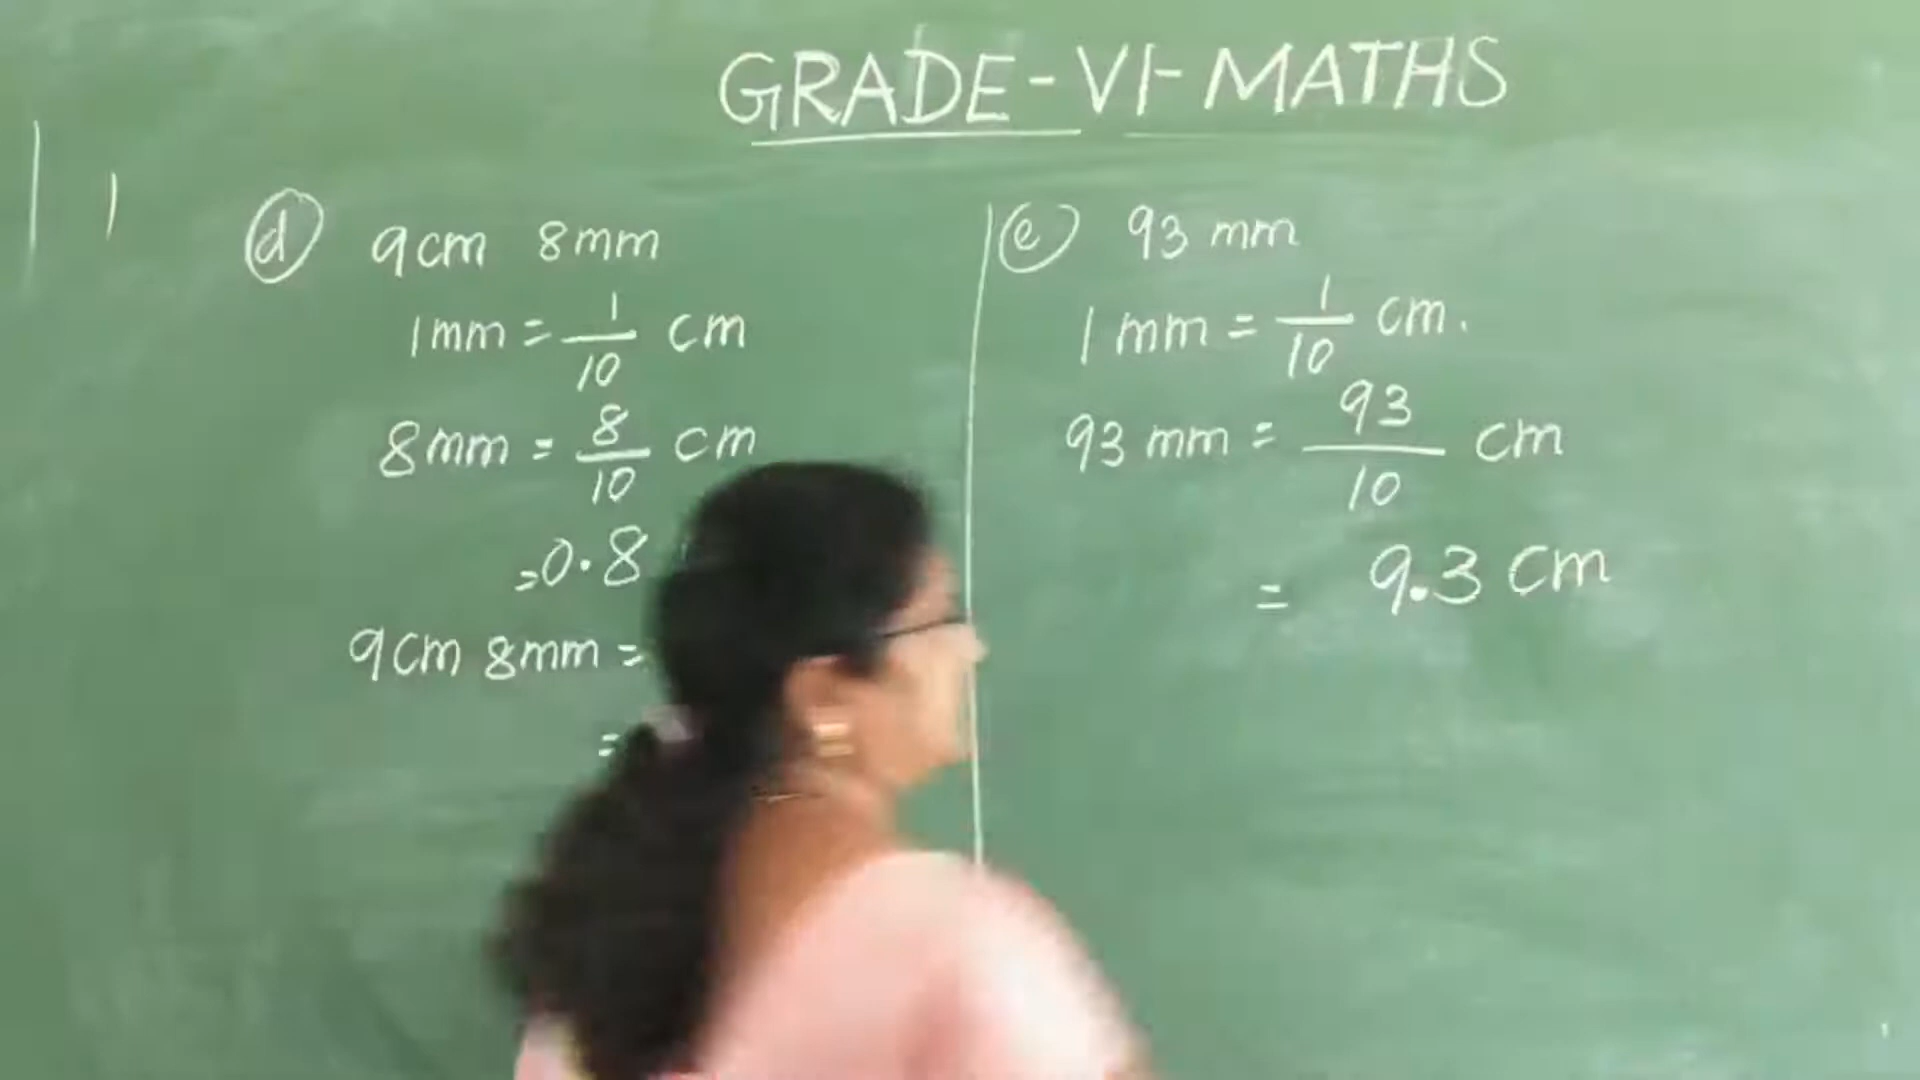 GRADE-VI-MATHS
d 9cm 8mm
1mm = 1/10 cm
8mm = 8/10 cm
=0.8
9cm 8mm =
=
e 93 mm
1 mm = 1/10 cm.
93 mm = 93/10 cm
= 9.3 cm